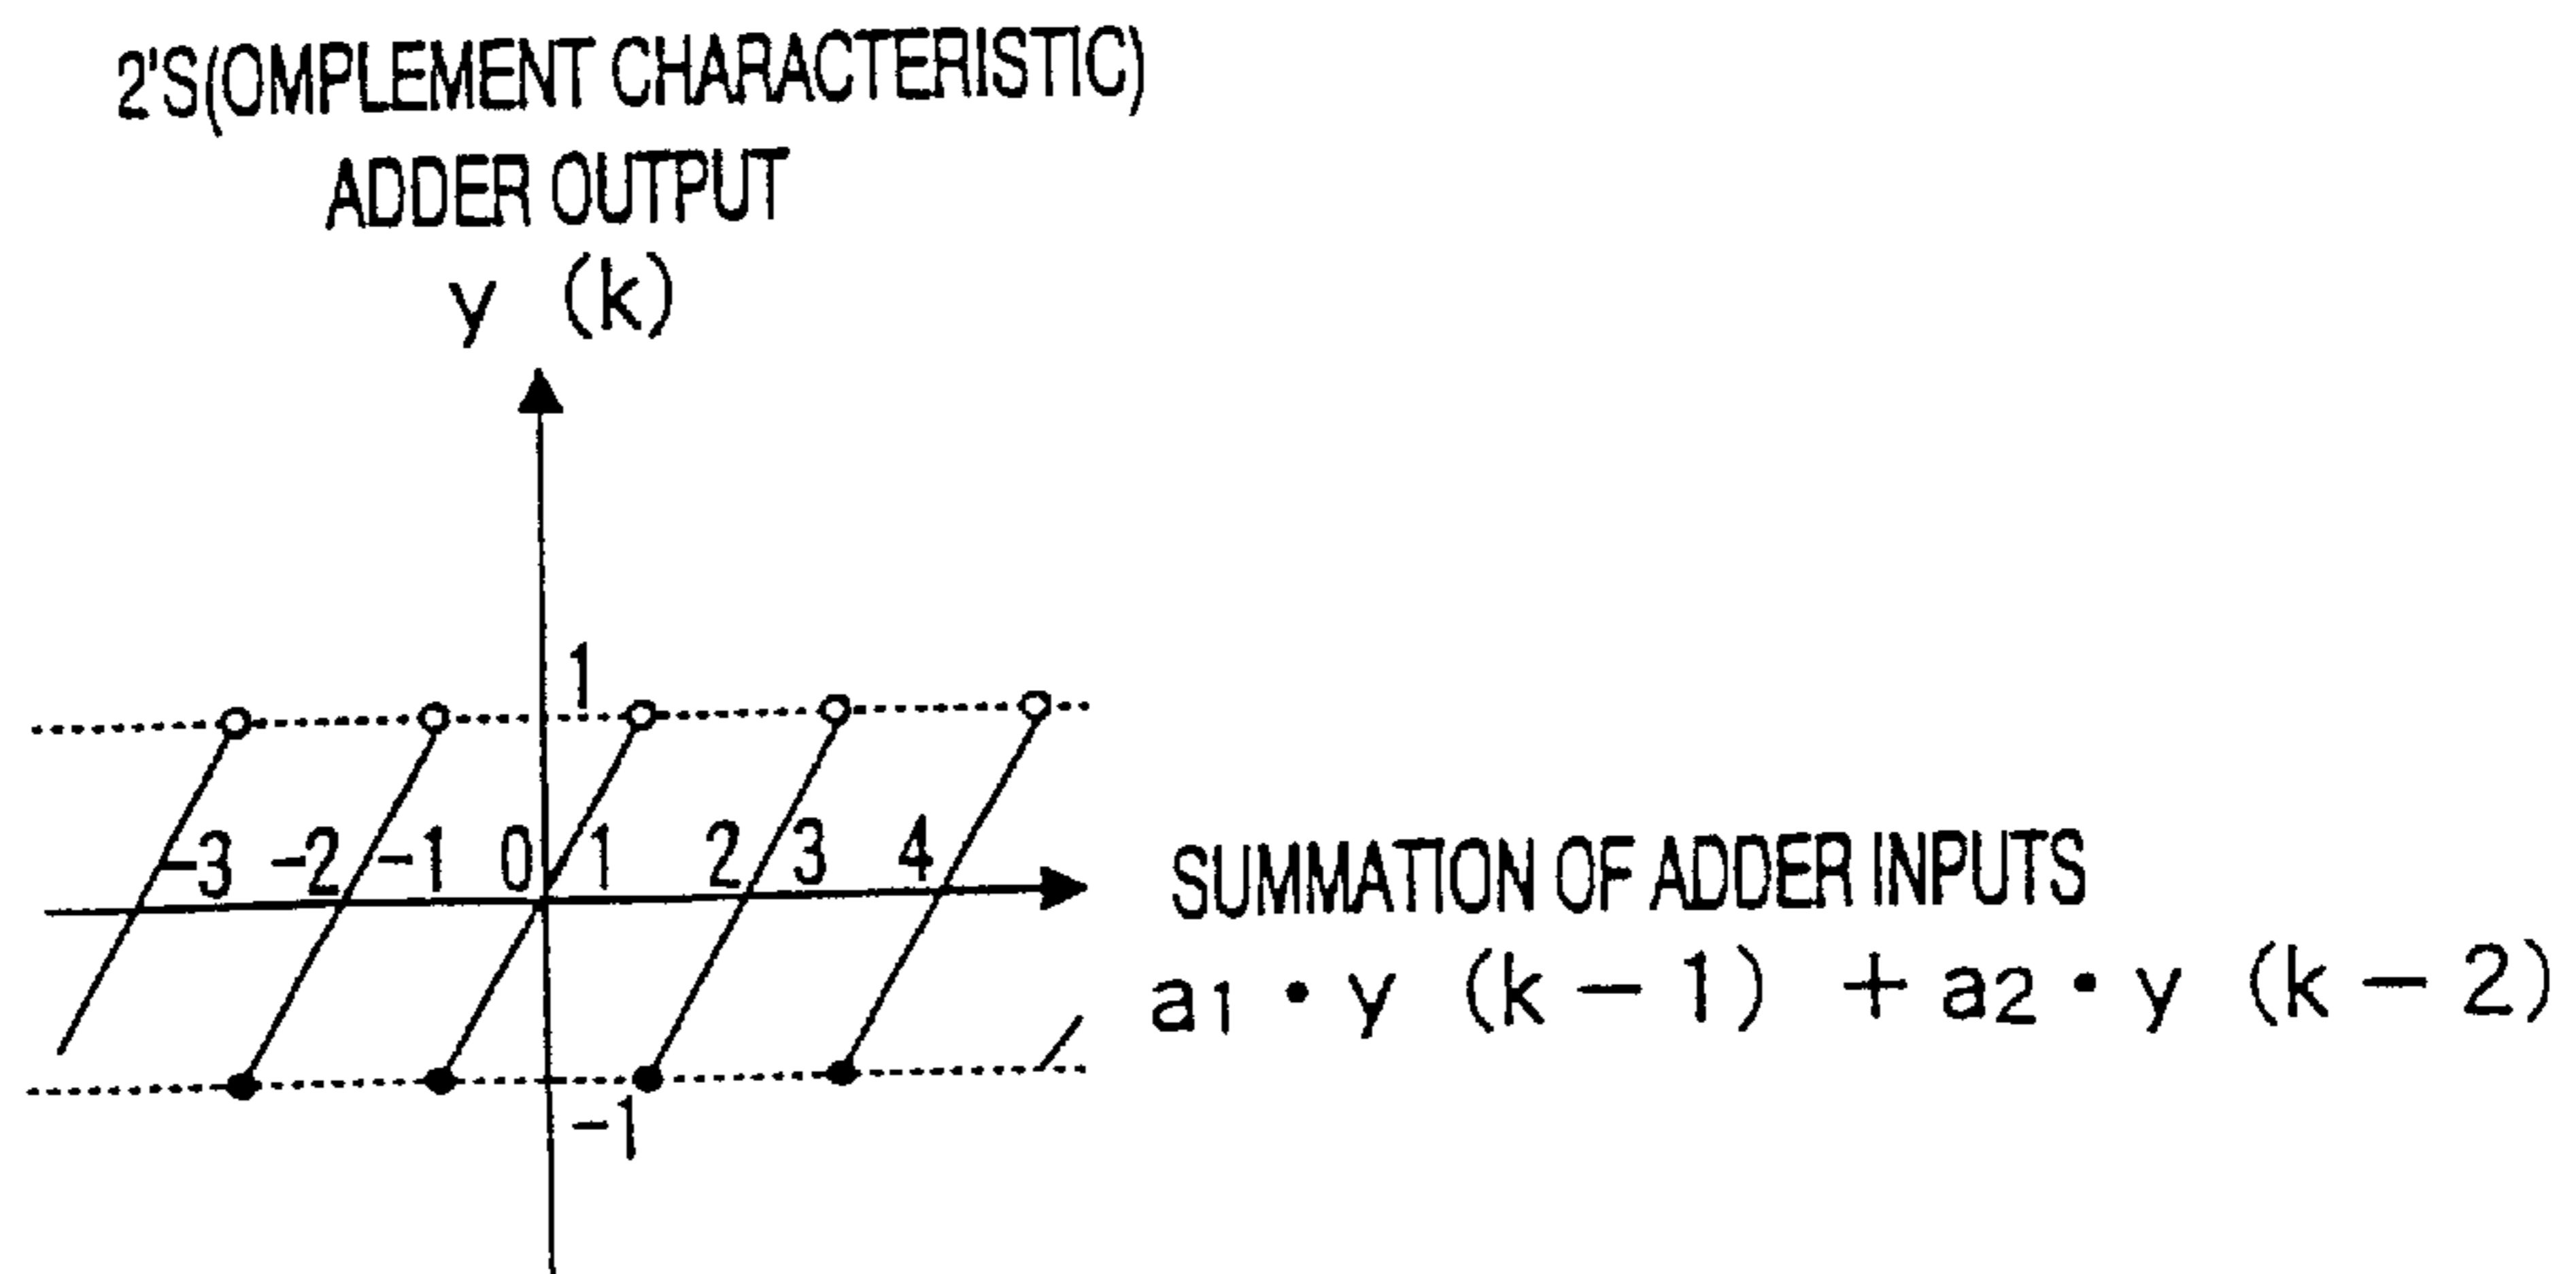 2'S(OMPLEMENT CHARACTERISTIC)
ADDER OUTPUT
y (k)
1
-3 -2 -1 0 1 2 3 4
SUMMATION OF ADDER INPUTS
a1・y (k-1) +a2・y (k-2)
-1